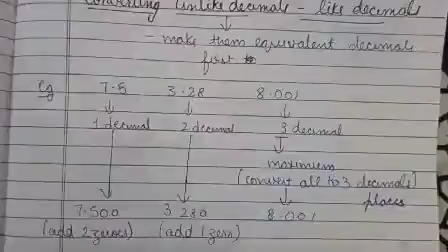 Converting Unlike decimals - like decimals
- make them equivalent decimal
first
eg 7.5 3.28 8.001
1 decimal 2 decimal 3 decimal
maximum
(convert all to 3 decimals)
places
7.500 3.280 8.001
(add 2 zeroes) (add 1 zero)